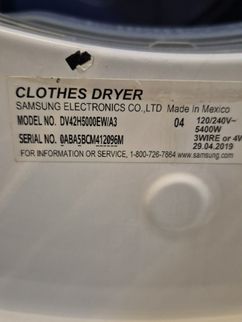 CLOTHES DRYER
SAMSUNG ELECTRONICS CO.,LTD Made in Mexico
MODEL NO. DV42H5000EW/A3 04 120/240V~
5400W
SERIAL NO. 0ABA5BCM412096M 3WIRE or 4W
FOR INFORMATION OR SERVICE, 1-800-726-7864 www.samsung.com 29.04.2019